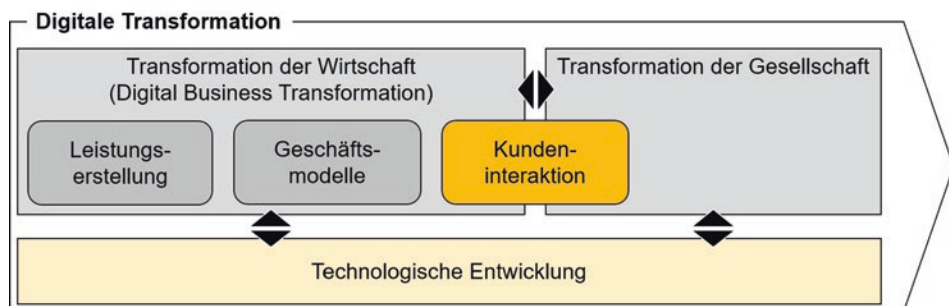 Digitale Transformation
Transformation der Wirtschaft
(Digital Business Transformation)
Transformation der Gesellschaft
Leistungs-
erstellung
Geschäfts-
modelle
Kunden-
interaktion
Technologische Entwicklung